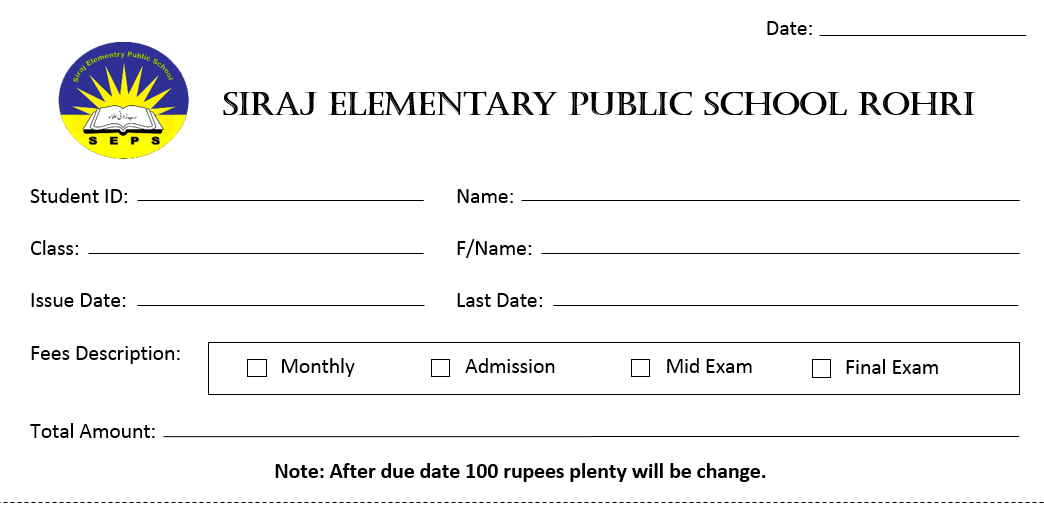 Date:
Siraj Elementry Public School
SEPS
SIRAJ ELEMENTARY PUBLIC SCHOOL ROHRI
Student ID:
Name:
Class:
F/Name:
Issue Date:
Last Date:
Fees Description:
Monthly
Admission
Mid Exam
Final Exam
Total Amount:
Note: After due date 100 rupees plenty will be change.